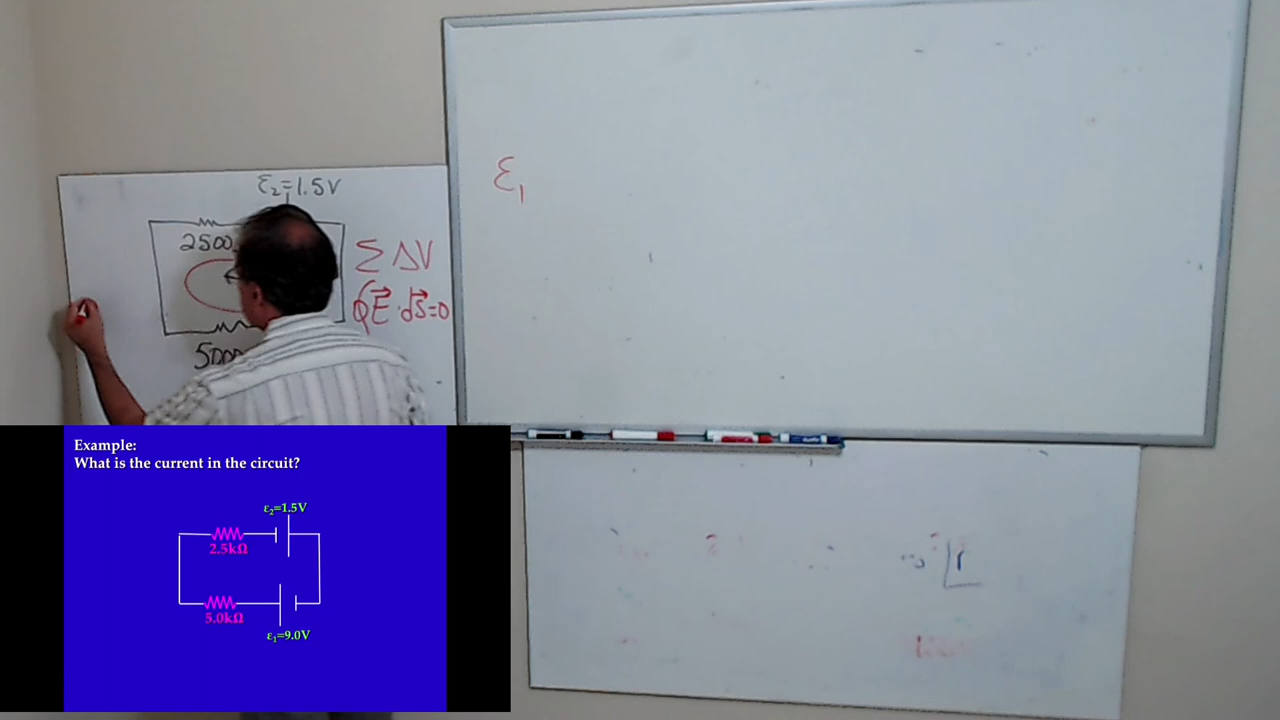 ε₂=1.5V
2500
Σ ΔV
∮E⃗·dS⃗=0
5000
ε₁
Example:
What is the current in the circuit?
ε₂=1.5V
2.5kΩ
5.0kΩ
ε₁=9.0V